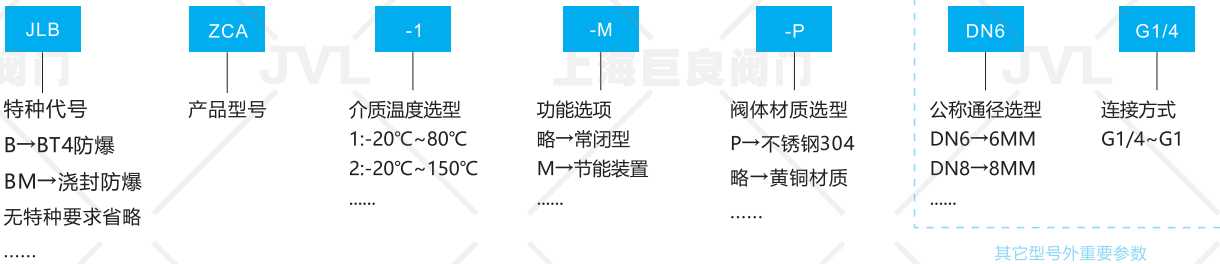 JLB
ZCA
-1
-M
-P
DN6
G1/4
特种代号
B→BT4防爆
BM→浇封防爆
无特种要求省略
......
产品型号
介质温度选型
1:-20℃~80℃
2:-20℃~150℃
......
功能选项
略→常闭型
M→节能装置
......
阀体材质选型
P→不锈钢304
略→黄铜材质
......
公称通径选型
DN6→6MM
DN8→8MM
......
连接方式
G1/4~G1
其它型号外重要参数
阀门
JVL
上海巨良阀门
JVL